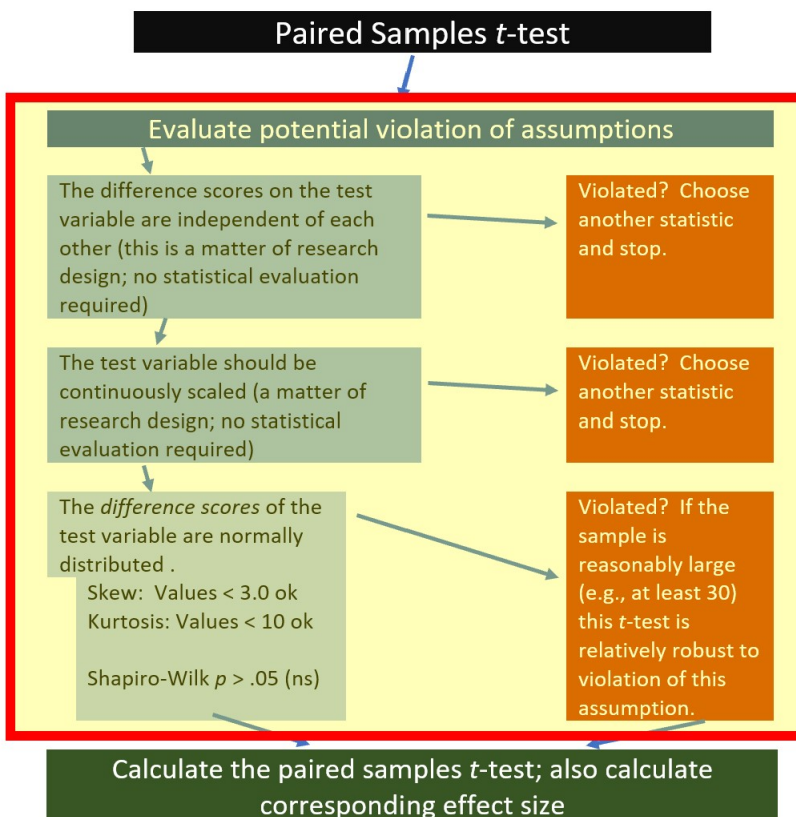 Paired Samples t-test
Evaluate potential violation of assumptions
The difference scores on the test
variable are independent of each
other (this is a matter of research
design; no statistical evaluation
required)
Violated? Choose
another statistic
and stop.
The test variable should be
continuously scaled (a matter of
research design; no statistical
evaluation required)
Violated? Choose
another statistic
and stop.
The difference scores of the
test variable are normally
distributed .
Skew: Values < 3.0 ok
Kurtosis: Values < 10 ok
Shapiro-Wilk p > .05 (ns)
Violated? If the
sample is
reasonably large
(e.g., at least 30)
this t-test is
relatively robust to
violation of this
assumption.
Calculate the paired samples t-test; also calculate
corresponding effect size